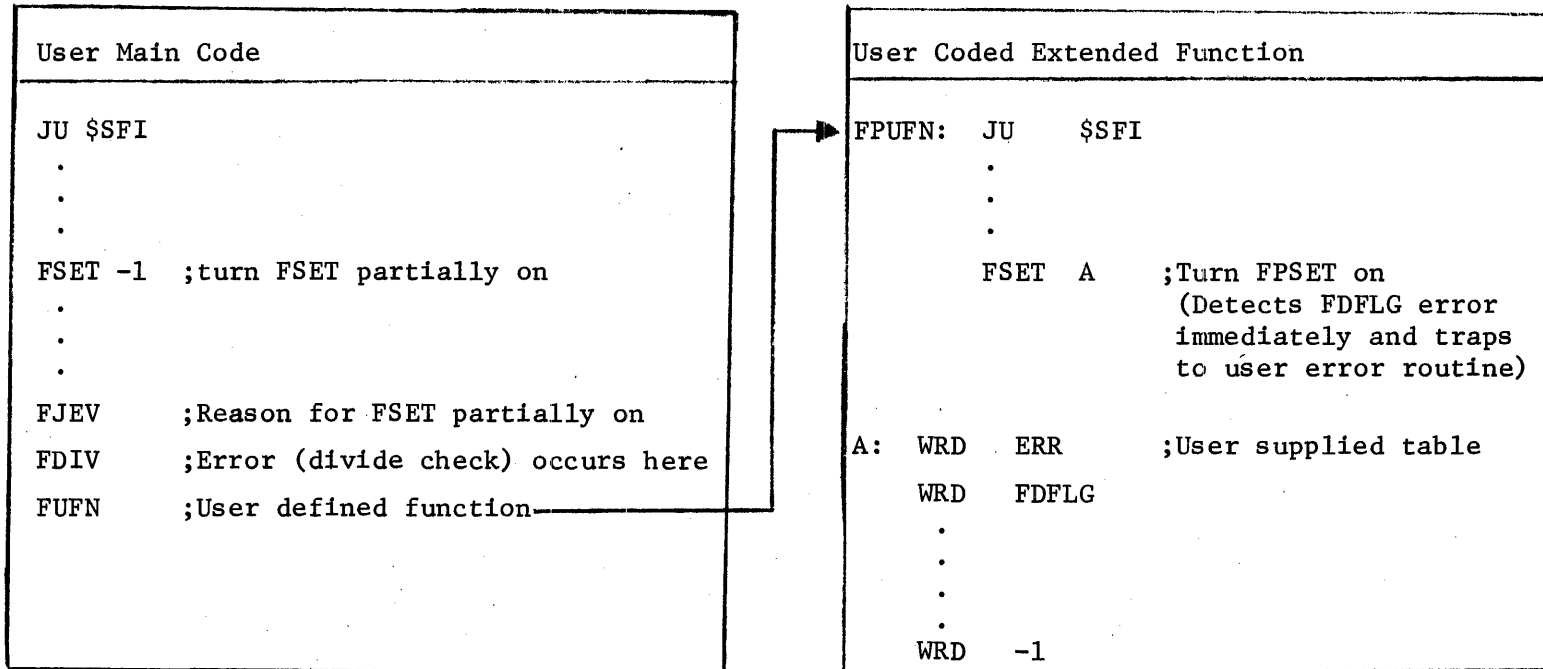 User Main Code
JU $SFI
.
.
.
FSET -1 ;turn FSET partially on
.
.
.
FJEV ;Reason for FSET partially on
FDIV ;Error (divide check) occurs here
FUFN ;User defined function
User Coded Extended Function
FPUFN: JU $SFI
.
.
.
FSET A ;Turn FPSET on
(Detects FDFLG error
immediately and traps
to user error routine)
A: WRD ERR ;User supplied table
WRD FDFLG
.
.
.
.
WRD -1